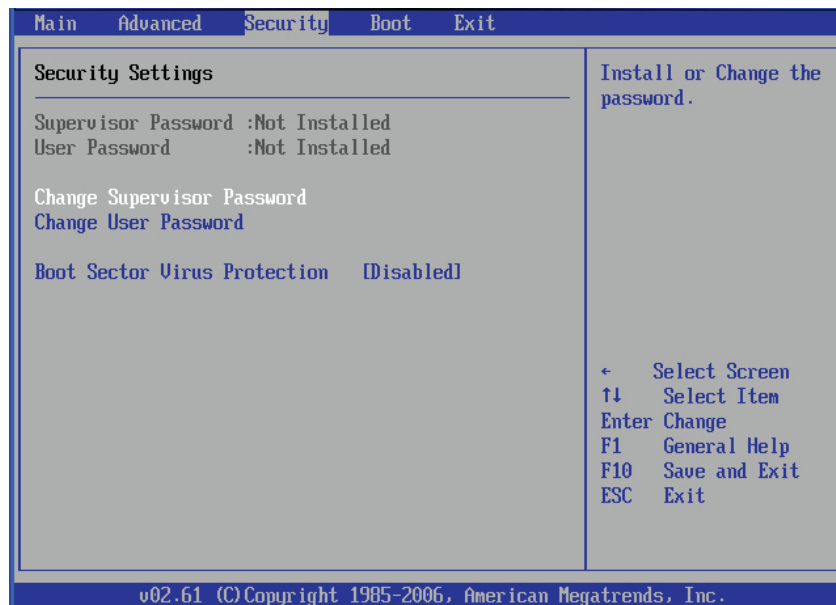 Main Advanced Security Boot Exit
Security Settings
Supervisor Password :Not Installed
User Password :Not Installed
Change Supervisor Password
Change User Password
Boot Sector Virus Protection [Disabled]
Install or Change the
password.
← Select Screen
↑↓ Select Item
Enter Change
F1 General Help
F10 Save and Exit
ESC Exit
v02.61 (C)Copyright 1985-2006, American Megatrends, Inc.